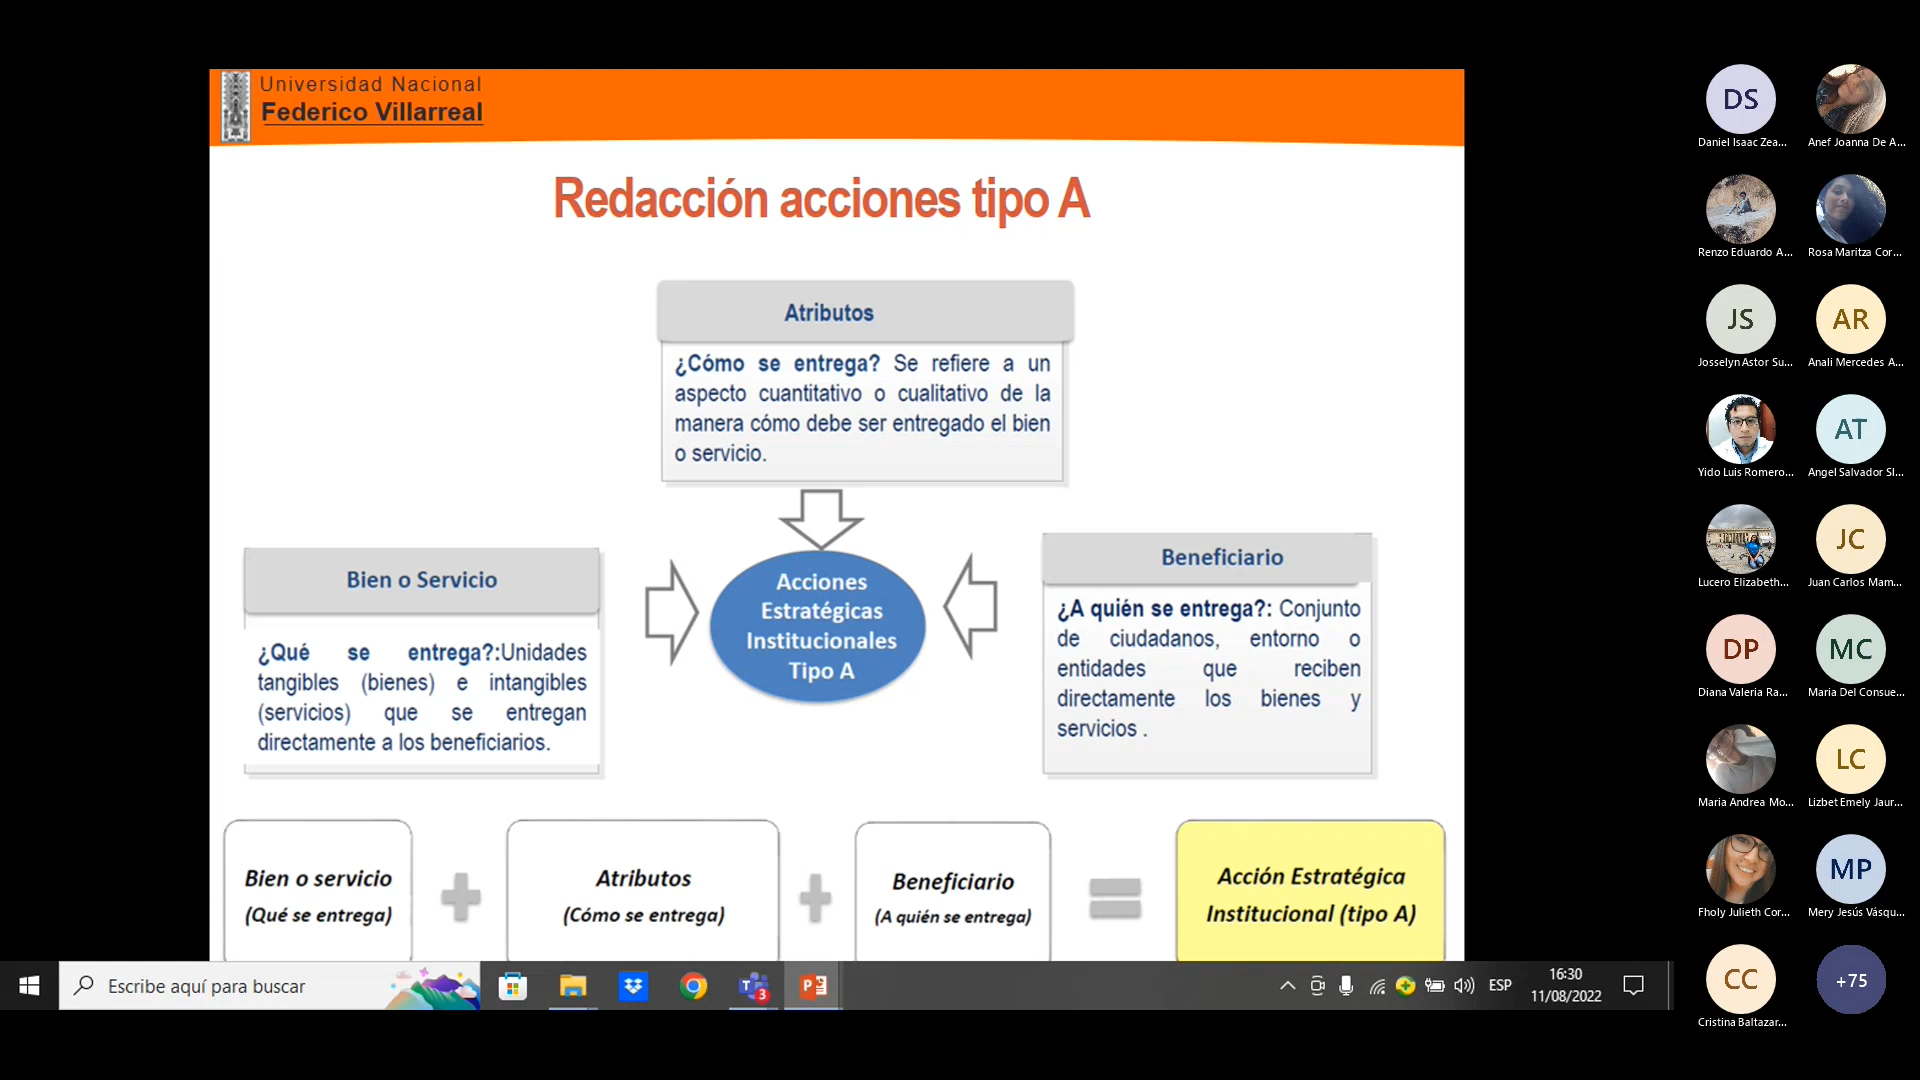 Universidad Nacional
Federico Villarreal
Redacción acciones tipo A
Atributos
¿Cómo se entrega? Se refiere a un
aspecto cuantitativo o cualitativo de la
manera cómo debe ser entregado el bien
o servicio.
Bien o Servicio
¿Qué se entrega?:Unidades
tangibles (bienes) e intangibles
(servicios) que se entregan
directamente a los beneficiarios.
Acciones
Estratégicas
Institucionales
Tipo A
Beneficiario
¿A quién se entrega?: Conjunto
de ciudadanos, entorno o
entidades que reciben
directamente los bienes y
servicios .
Bien o servicio
(Qué se entrega)
Atributos
(Cómo se entrega)
Beneficiario
(A quién se entrega)
Acción Estratégica
Institucional (tipo A)
Escribe aquí para buscar
3
ESP
16:30
11/08/2022
DS
Daniel Isaac Zea...
Anef Joanna De A...
Renzo Eduardo A...
Rosa Maritza Cor...
JS
Josselyn Astor Su...
AR
Anali Mercedes A...
Yido Luis Romero...
AT
Angel Salvador Sl...
Lucero Elizabeth...
JC
Juan Carlos Mam...
DP
Diana Valeria Ra...
MC
Maria Del Consue...
Maria Andrea Mo...
LC
Lizbet Emely Jaur...
Fholy Julieth Cor...
MP
Mery Jesús Vásqu...
CC
Cristina Baltazar...
+75